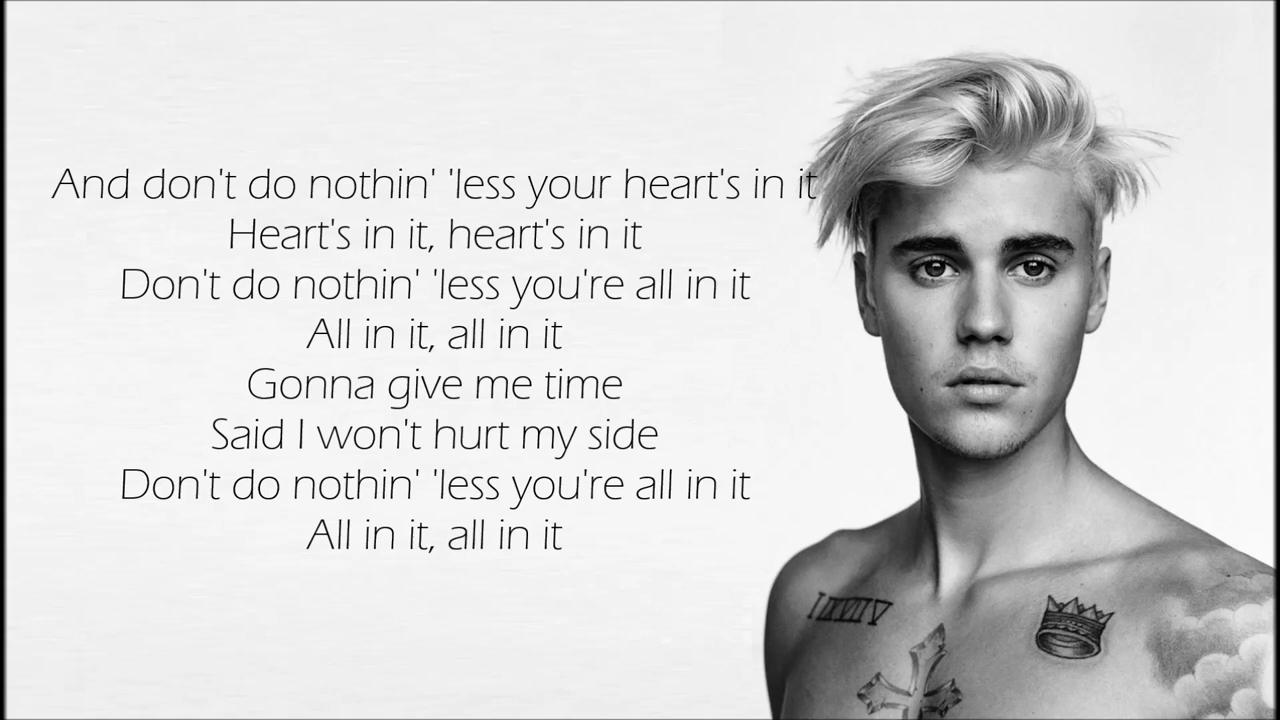 And don't do nothin' 'less your heart's in it
Heart's in it, heart's in it
Don't do nothin' 'less you're all in it
All in it, all in it
Gonna give me time
Said I won't hurt my side
Don't do nothin' 'less you're all in it
All in it, all in it
I IX VII V